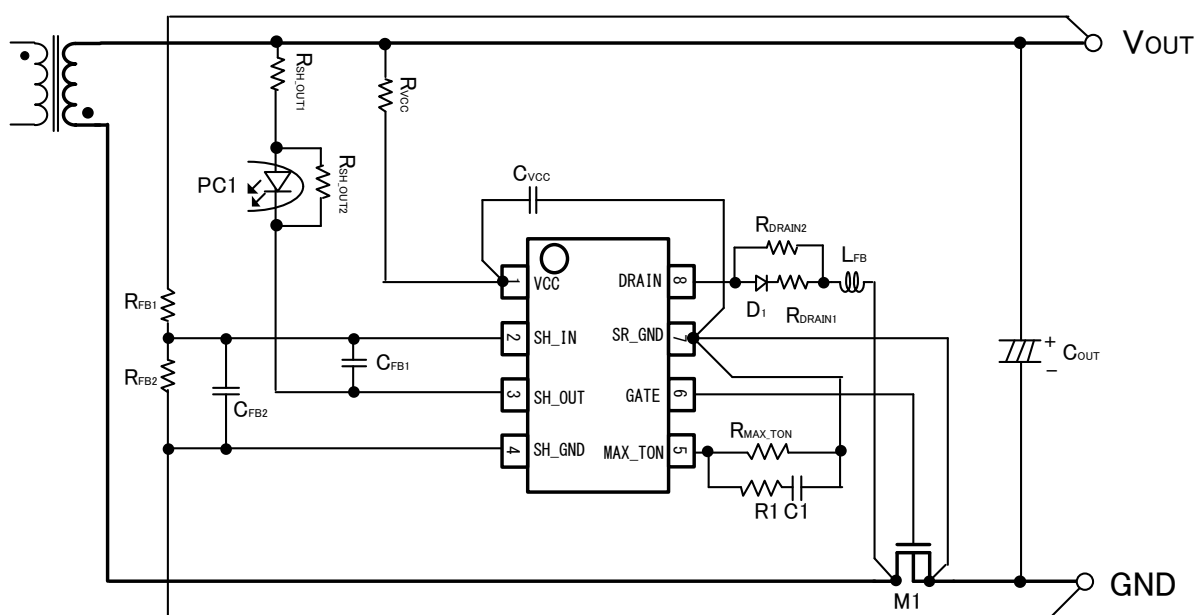 VOUT
RSH_OUT1
RVCC
RSH_OUT2
PC1
CVCC
RDRAIN2
LFB
1 VCC
DRAIN 8
D1
RDRAIN1
RFB1
2 SH_IN
SR_GND 7
CFB1
+
COUT
-
RFB2
CFB2
3 SH_OUT
GATE 6
RMAX_TON
4 SH_GND
MAX_TON 5
R1 C1
GND
M1